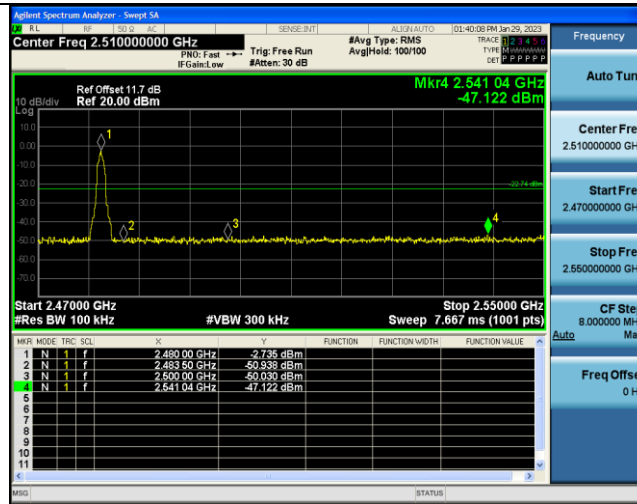 Agilent Spectrum Analyzer - Swept SA
RL RF 50 Ω AC SENSE:INT ALIGN AUTO 01:40:08 PM Jan 29, 2023
Center Freq 2.510000000 GHz
PNO: Fast
IFGain:Low
Trig: Free Run
#Atten: 30 dB
#Avg Type: RMS
Avg|Hold: 100/100
TRACE 1 2 3 4 5 6
TYPE M
DET P P P P P P
Frequency
Mkr4 2.541 04 GHz
-47.122 dBm
Ref Offset 11.7 dB
Ref 20.00 dBm
10 dB/div
Log
10.0
0.00
-10.0
-20.0
-30.0
-40.0
-50.0
-60.0
-70.0
1
2
3
4
-22.74 dBm
Start 2.47000 GHz
Stop 2.55000 GHz
#Res BW 100 kHz
#VBW 300 kHz
Sweep 7.667 ms (1001 pts)
MKR MODE TRC SCL X Y FUNCTION FUNCTION WIDTH FUNCTION VALUE
1 N 1 f 2.480 00 GHz -2.735 dBm
2 N 1 f 2.483 50 GHz -50.938 dBm
3 N 1 f 2.500 00 GHz -50.030 dBm
4 N 1 f 2.541 04 GHz -47.122 dBm
5
6
7
8
9
10
11
MSG
STATUS
Auto Tun
Center Fre
2.510000000 GH
Start Fre
2.470000000 GH
Stop Fre
2.550000000 GH
CF Ste
8.000000 MH
Auto Ma
Freq Offse
0 H